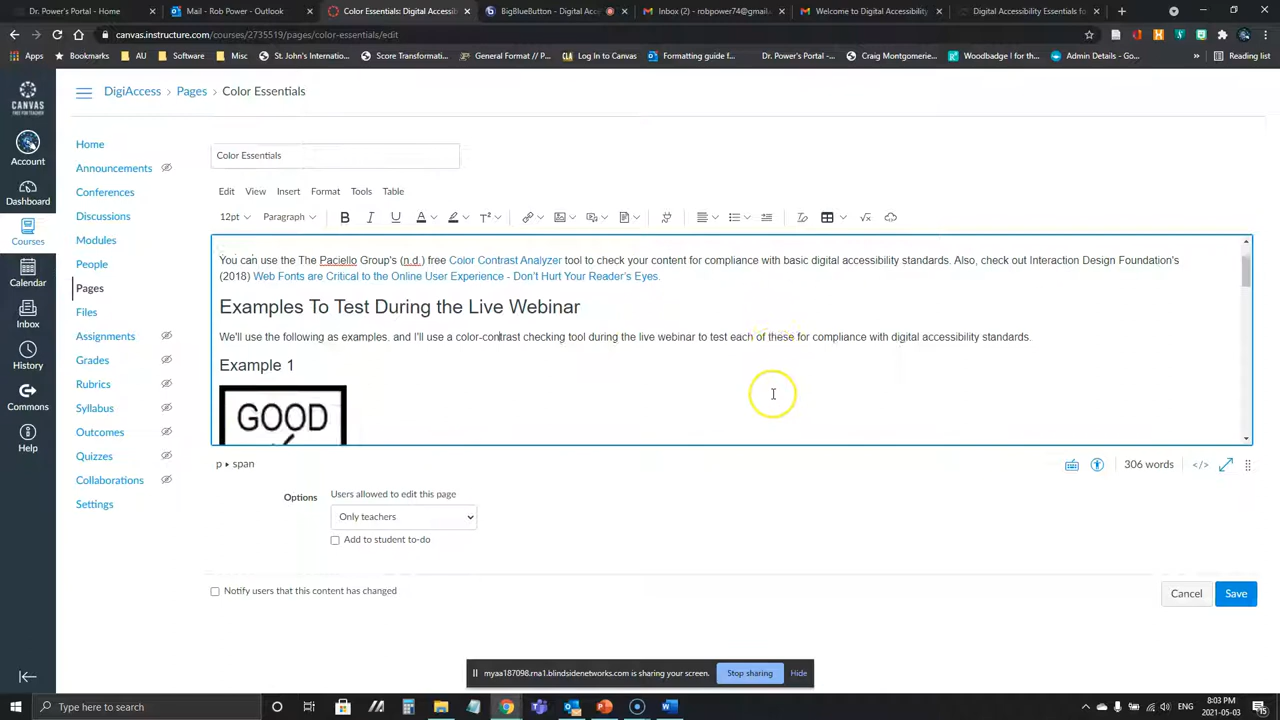 Dr. Power's Portal - Home
Mail - Rob Power - Outlook
Color Essentials: Digital Accessib
BigBlueButton - Digital Acce
Inbox (2) - robpower74@gmail.
Welcome to Digital Accessibility
Digital Accessibility Essentials fo
canvas.instructure.com/courses/2735519/pages/color-essentials/edit
Apps
Bookmarks
AU
Software
Misc
St. John's Internatio...
Score Transformati...
Log In to Canvas
Formatting guide f...
Dr. Power's Portal
Craig Montgomerie...
Woodbadge I for th...
Admin Details - Go...
»
Reading list
CANVAS
FREE FOR TEACHER
Account
Dashboard
Courses
Calendar
Inbox
History
Commons
Help
DigiAccess > Pages > Color Essentials
Home
Announcements
Conferences
Discussions
Modules
People
Pages
Files
Assignments
Grades
Rubrics
Syllabus
Outcomes
Quizzes
Collaborations
Settings
Color Essentials
Edit View Insert Format Tools Table
12pt Paragraph B I U A T²
You can use the The Paciello Group's (n.d.) free Color Contrast Analyzer tool to check your content for compliance with basic digital accessibility standards. Also, check out Interaction Design Foundation's
(2018) Web Fonts are Critical to the Online User Experience - Don't Hurt Your Reader's Eyes.
Examples To Test During the Live Webinar
We'll use the following as examples. and I'll use a color-contrast checking tool during the live webinar to test each of these for compliance with digital accessibility standards.
Example 1
GOOD
p ▸ span
306 words
</>
Options
Users allowed to edit this page
Only teachers
Add to student to-do
Notify users that this content has changed
Cancel
Save
myaa187098.rna1.blindsidenetworks.com is sharing your screen.
Stop sharing
Hide
Type here to search
8:03 PM
ENG
2021-05-03
15